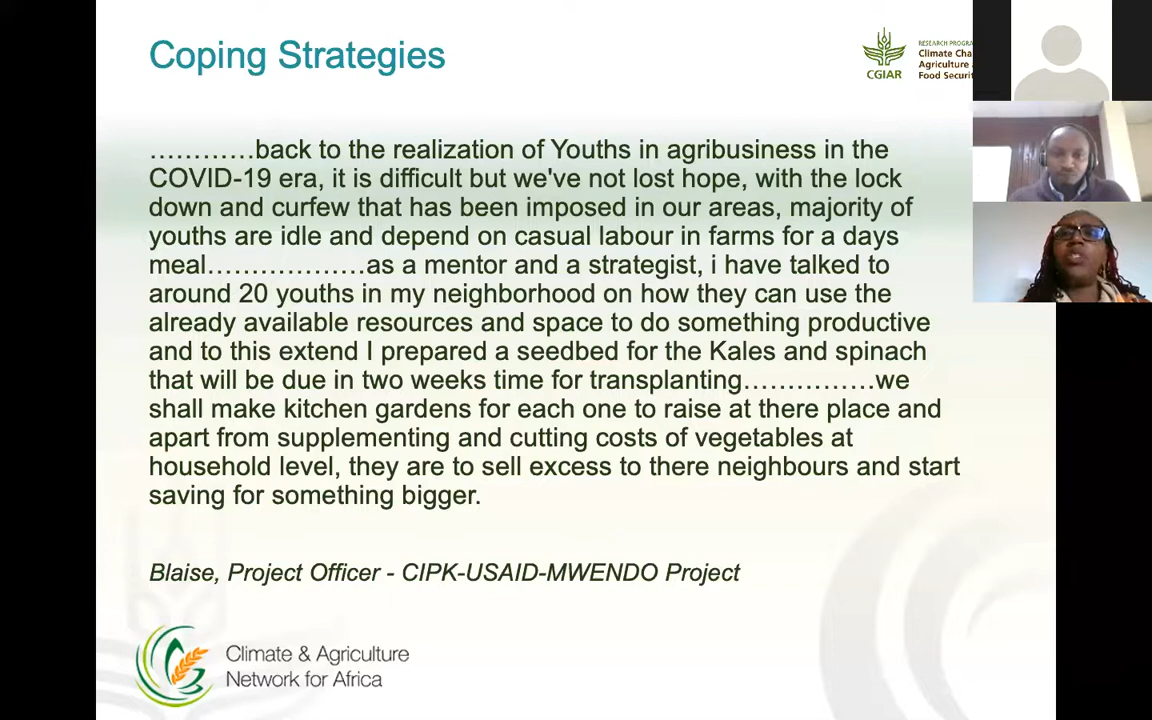 Coping Strategies
CGIAR
RESEARCH
Climate
Agriculture
Food
…………back to the realization of Youths in agribusiness in the
COVID-19 era, it is difficult but we've not lost hope, with the lock
down and curfew that has been imposed in our areas, majority of
youths are idle and depend on casual labour in farms for a days
meal………………as a mentor and a strategist, i have talked to
around 20 youths in my neighborhood on how they can use the
already available resources and space to do something productive
and to this extend I prepared a seedbed for the Kales and spinach
that will be due in two weeks time for transplanting……………we
shall make kitchen gardens for each one to raise at there place and
apart from supplementing and cutting costs of vegetables at
household level, they are to sell excess to there neighbours and start
saving for something bigger.
Blaise, Project Officer - CIPK-USAID-MWENDO Project
Climate & Agriculture
Network for Africa